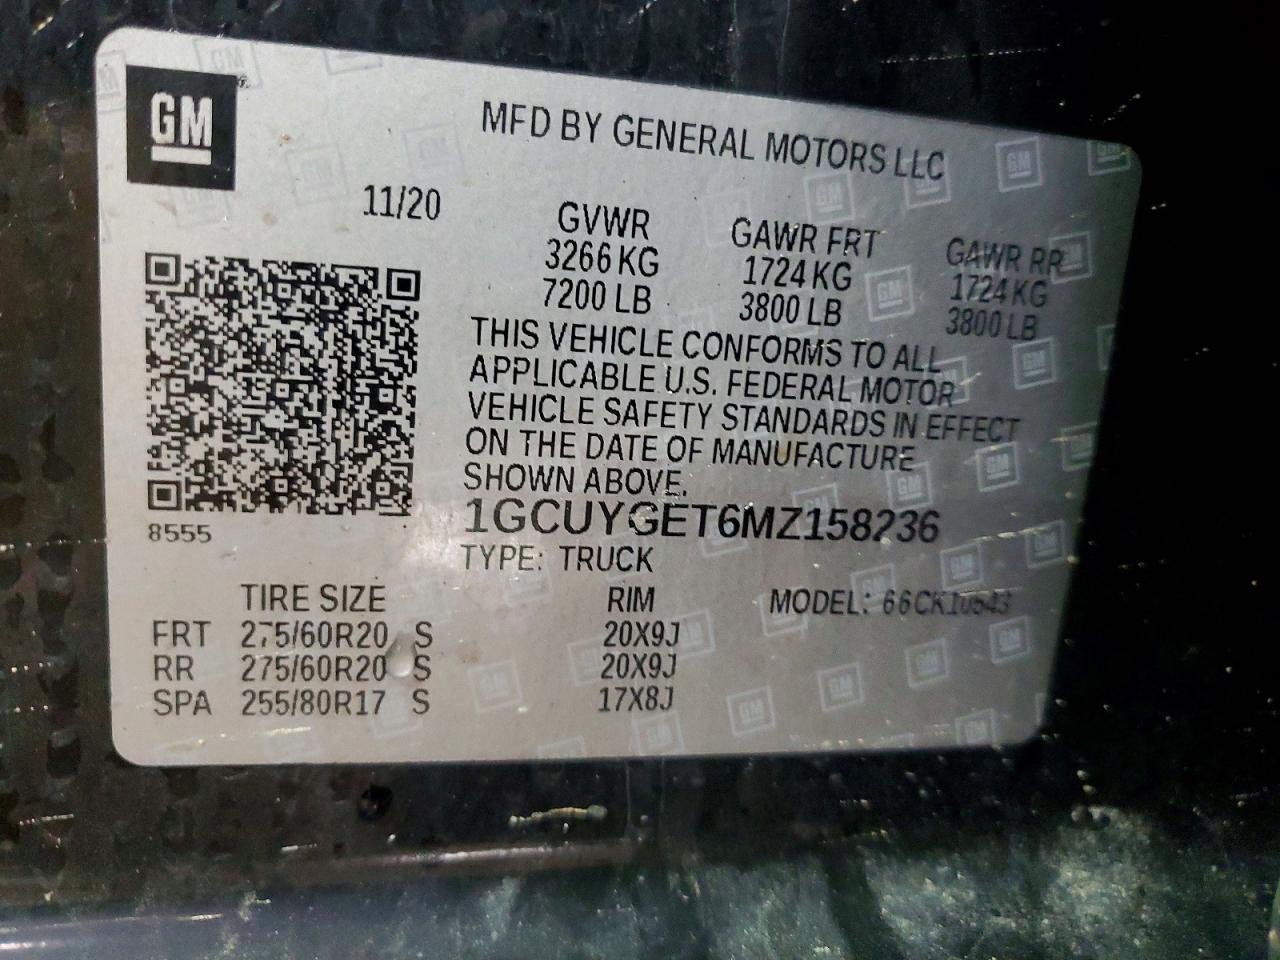 GM
MFD BY GENERAL MOTORS LLC
11/20
GVWR GAWR FRT GAWR RR
3266 KG 1724 KG 1724 KG
7200 LB 3800 LB 3800 LB
THIS VEHICLE CONFORMS TO ALL
APPLICABLE U.S. FEDERAL MOTOR
VEHICLE SAFETY STANDARDS IN EFFECT
ON THE DATE OF MANUFACTURE
SHOWN ABOVE.
1GCUYGET6MZ158236
8555
TYPE: TRUCK
TIRE SIZE RIM MODEL: 66CK10543
FRT 275/60R20 S 20X9J
RR 275/60R20 S 20X9J
SPA 255/80R17 S 17X8J